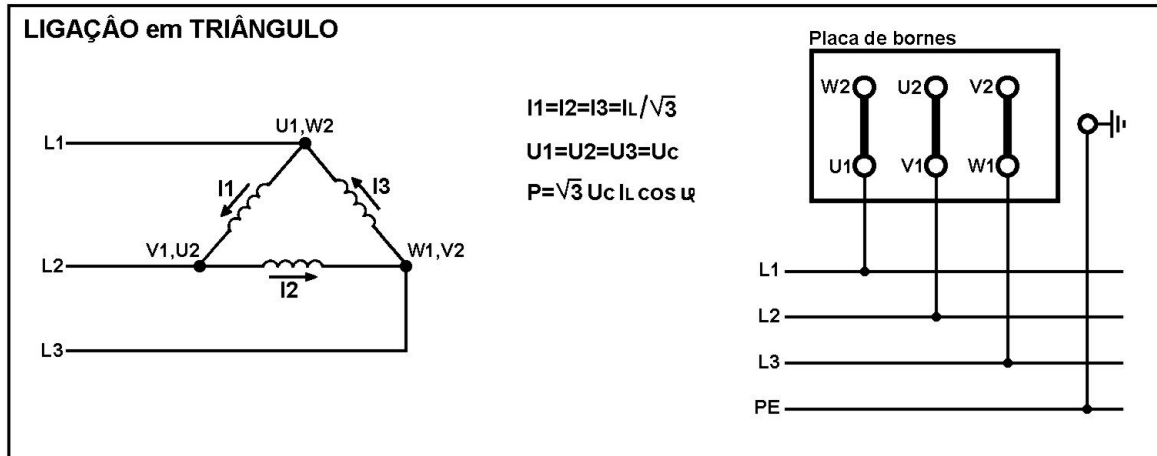 LIGAÇÂO em TRIÂNGULO
L1
U1,W2
I1
I3
V1,U2
W1,V2
L2
I2
L3
I1=I2=I3=IL/√3
U1=U2=U3=Uc
P=√3 Uc IL cos φ
Placa de bornes
W2 U2 V2
U1 V1 W1
L1
L2
L3
PE